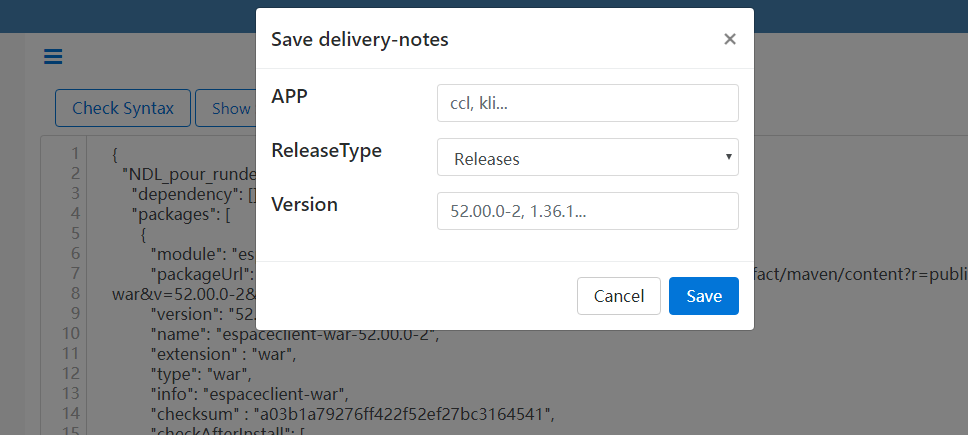 Save delivery-notes ×
APP ccl, kli...
ReleaseType Releases
Version 52.00.0-2, 1.36.1...
Cancel Save
Check Syntax Show
1 {
2 "NDL_pour_runde
3 "dependency": []
4 "packages": [
5 {
6 "module": "es
7 "packageUrl": fact/maven/content?r=publi
8 war&v=52.00.0-2&
9 "version": "52.
10 "name": "espaceclient-war-52.00.0-2",
11 "extension" : "war",
12 "type": "war",
13 "info": "espaceclient-war",
14 "checksum" : "a03b1a79276ff422f52ef27bc3164541",
15 "checkAfterInstall": [